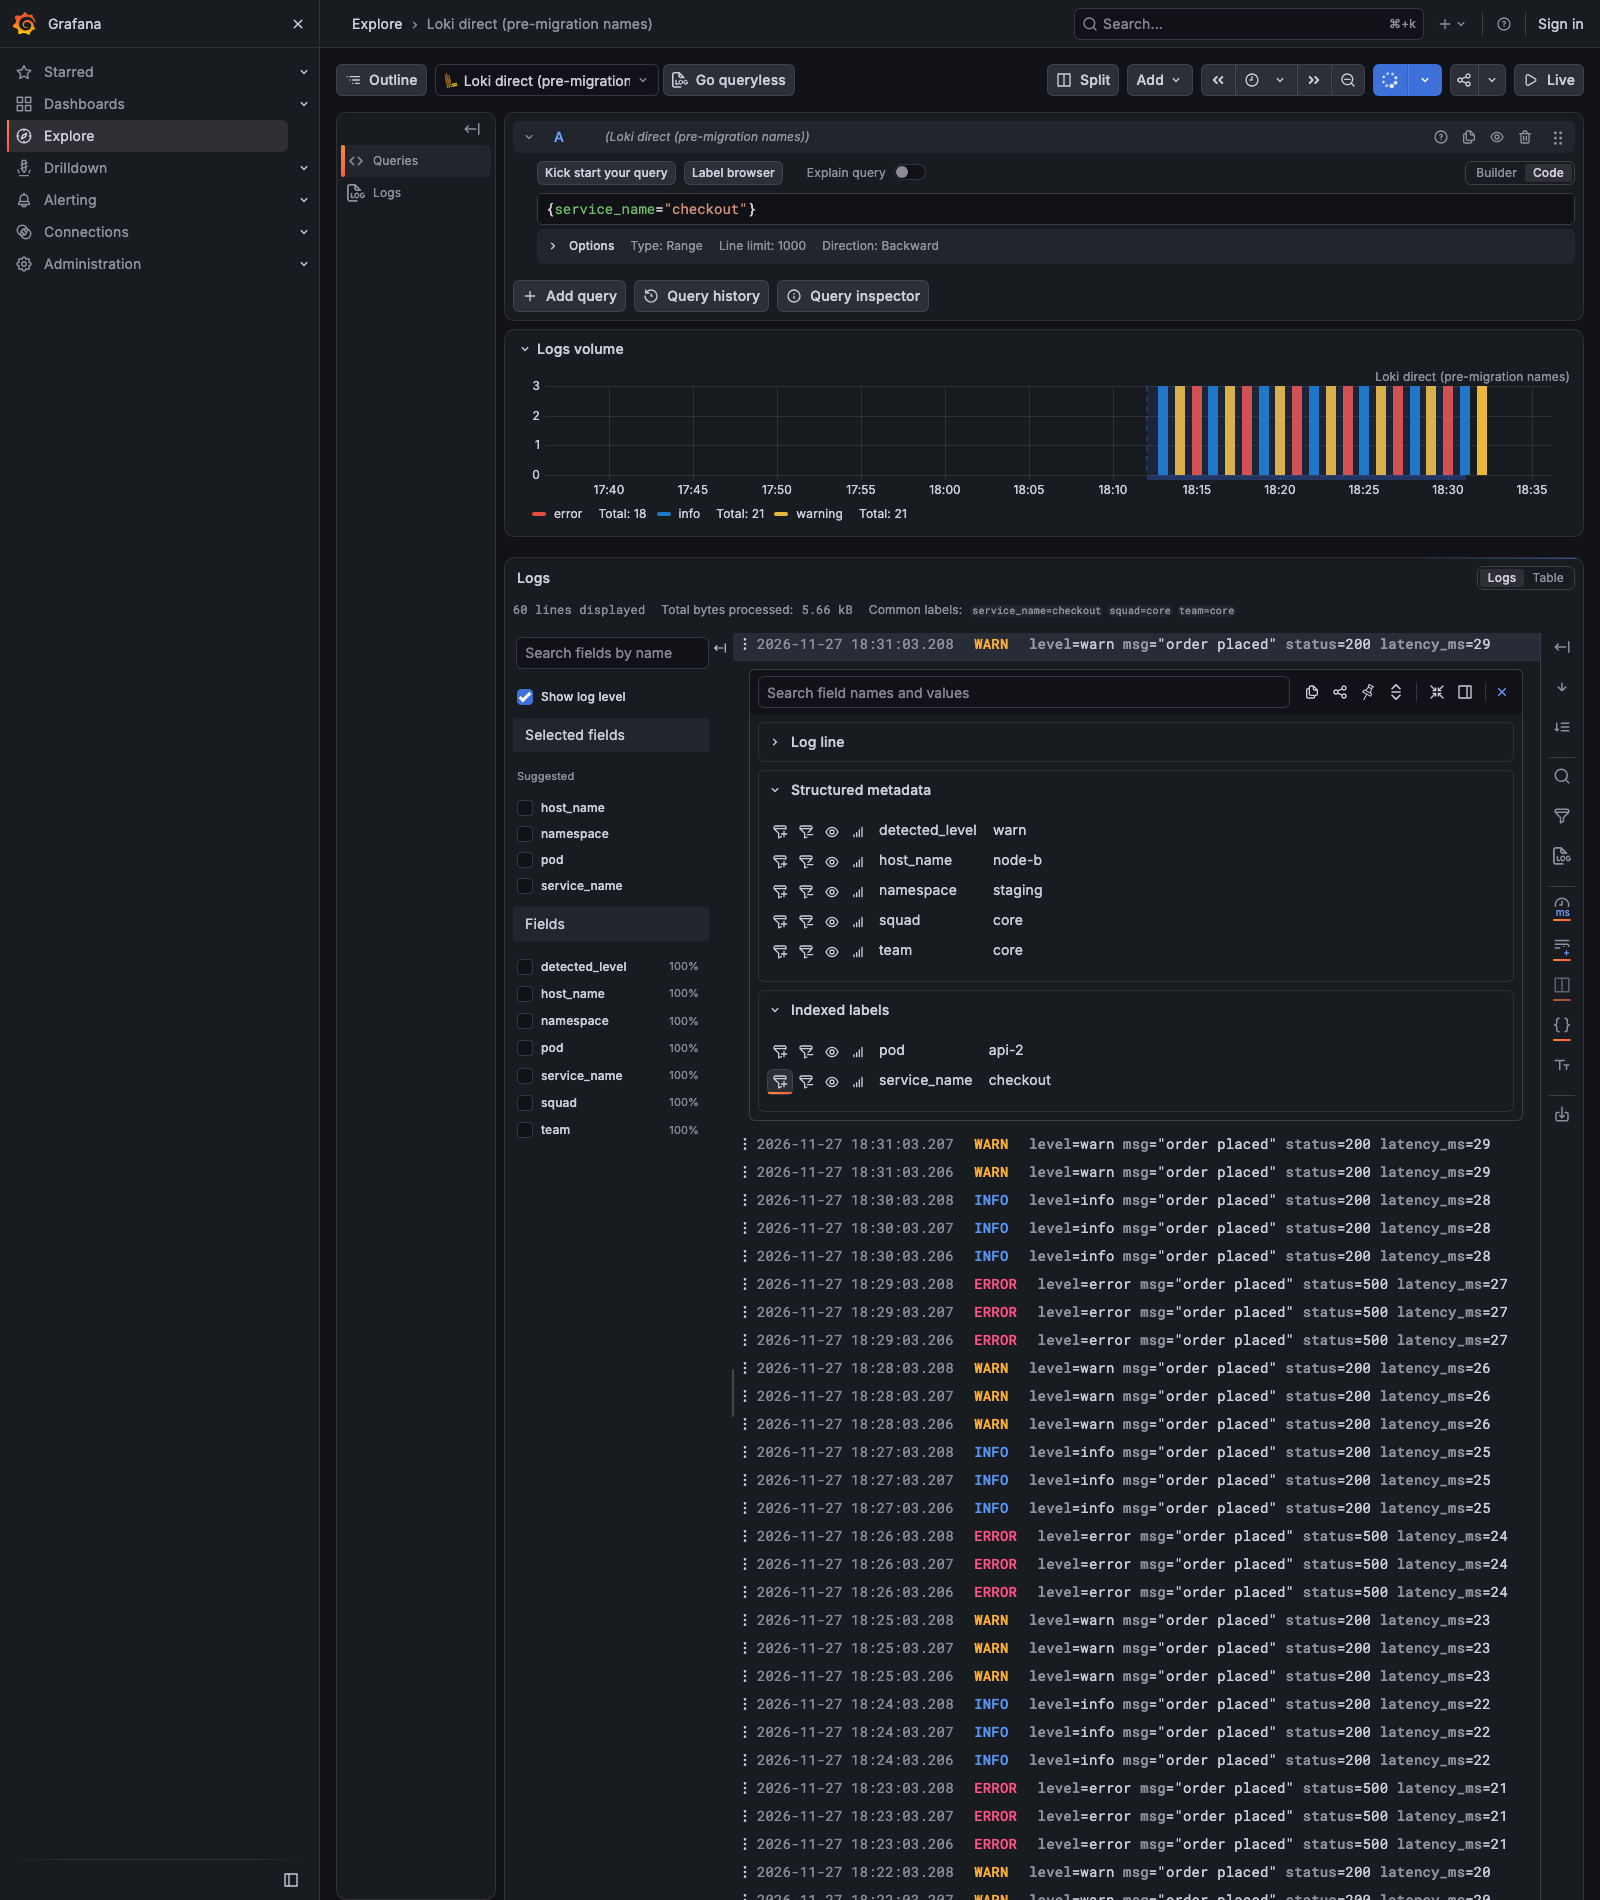 Grafana
Explore › Loki direct (pre-migration names)
Search...
⌘+k
Sign in
Starred
Dashboards
Explore
Drilldown
Alerting
Connections
Administration
Outline
Loki direct (pre-migration
Go queryless
Split
Add
Live
Queries
Logs
A
(Loki direct (pre-migration names))
Kick start your query
Label browser
Explain query
Builder
Code
{service_name="checkout"}
Options Type: Range Line limit: 1000 Direction: Backward
Add query
Query history
Query inspector
Logs volume
Loki direct (pre-migration names)
3
2
1
0
17:40 17:45 17:50 17:55 18:00 18:05 18:10 18:15 18:20 18:25 18:30 18:35
error Total: 18 info Total: 21 warning Total: 21
Logs
Logs Table
60 lines displayed Total bytes processed: 5.66 kB Common labels: service_name=checkout squad=core team=core
Search fields by name
Show log level
Selected fields
Suggested
host_name
namespace
pod
service_name
Fields
detected_level 100%
host_name 100%
namespace 100%
pod 100%
service_name 100%
squad 100%
team 100%
2026-11-27 18:31:03.208 WARN level=warn msg="order placed" status=200 latency_ms=29
Search field names and values
Log line
Structured metadata
detected_level warn
host_name node-b
namespace staging
squad core
team core
Indexed labels
pod api-2
service_name checkout
LOG
ms
2026-11-27 18:31:03.207 WARN level=warn msg="order placed" status=200 latency_ms=29
2026-11-27 18:31:03.206 WARN level=warn msg="order placed" status=200 latency_ms=29
2026-11-27 18:30:03.208 INFO level=info msg="order placed" status=200 latency_ms=28
2026-11-27 18:30:03.207 INFO level=info msg="order placed" status=200 latency_ms=28
2026-11-27 18:30:03.206 INFO level=info msg="order placed" status=200 latency_ms=28
2026-11-27 18:29:03.208 ERROR level=error msg="order placed" status=500 latency_ms=27
2026-11-27 18:29:03.207 ERROR level=error msg="order placed" status=500 latency_ms=27
2026-11-27 18:29:03.206 ERROR level=error msg="order placed" status=500 latency_ms=27
2026-11-27 18:28:03.208 WARN level=warn msg="order placed" status=200 latency_ms=26
2026-11-27 18:28:03.207 WARN level=warn msg="order placed" status=200 latency_ms=26
2026-11-27 18:28:03.206 WARN level=warn msg="order placed" status=200 latency_ms=26
2026-11-27 18:27:03.208 INFO level=info msg="order placed" status=200 latency_ms=25
2026-11-27 18:27:03.207 INFO level=info msg="order placed" status=200 latency_ms=25
2026-11-27 18:27:03.206 INFO level=info msg="order placed" status=200 latency_ms=25
2026-11-27 18:26:03.208 ERROR level=error msg="order placed" status=500 latency_ms=24
2026-11-27 18:26:03.207 ERROR level=error msg="order placed" status=500 latency_ms=24
2026-11-27 18:26:03.206 ERROR level=error msg="order placed" status=500 latency_ms=24
2026-11-27 18:25:03.208 WARN level=warn msg="order placed" status=200 latency_ms=23
2026-11-27 18:25:03.207 WARN level=warn msg="order placed" status=200 latency_ms=23
2026-11-27 18:25:03.206 WARN level=warn msg="order placed" status=200 latency_ms=23
2026-11-27 18:24:03.208 INFO level=info msg="order placed" status=200 latency_ms=22
2026-11-27 18:24:03.207 INFO level=info msg="order placed" status=200 latency_ms=22
2026-11-27 18:24:03.206 INFO level=info msg="order placed" status=200 latency_ms=22
2026-11-27 18:23:03.208 ERROR level=error msg="order placed" status=500 latency_ms=21
2026-11-27 18:23:03.207 ERROR level=error msg="order placed" status=500 latency_ms=21
2026-11-27 18:23:03.206 ERROR level=error msg="order placed" status=500 latency_ms=21
2026-11-27 18:22:03.208 WARN level=warn msg="order placed" status=200 latency_ms=20